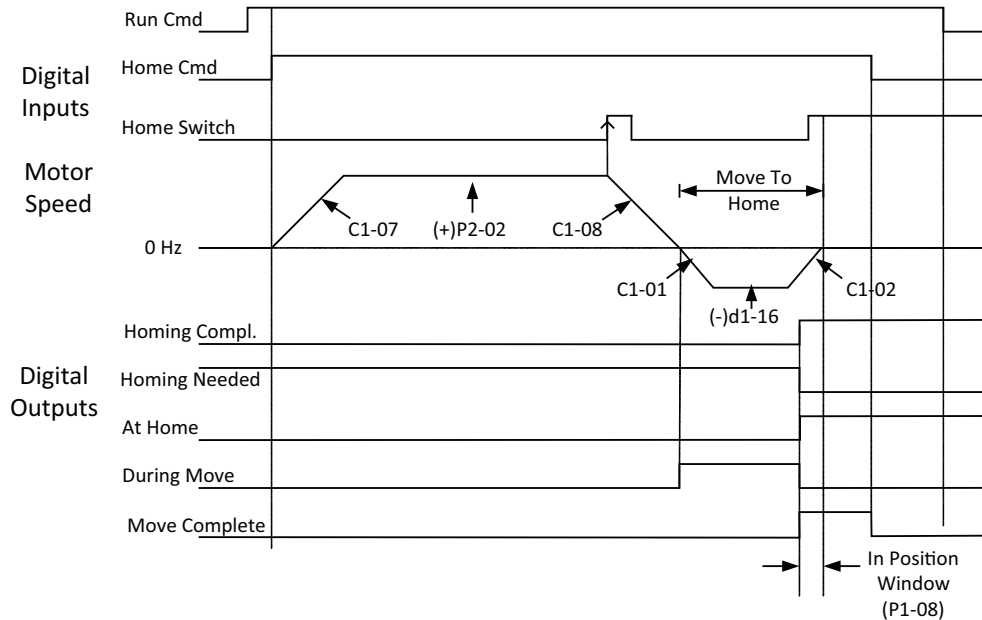 Run Cmd
Digital
Inputs
Home Cmd
Home Switch
Motor
Speed
Move To
Home
C1-07
(+)P2-02
C1-08
0 Hz
C1-01
C1-02
(-)d1-16
Digital
Outputs
Homing Compl.
Homing Needed
At Home
During Move
Move Complete
In Position
Window
(P1-08)